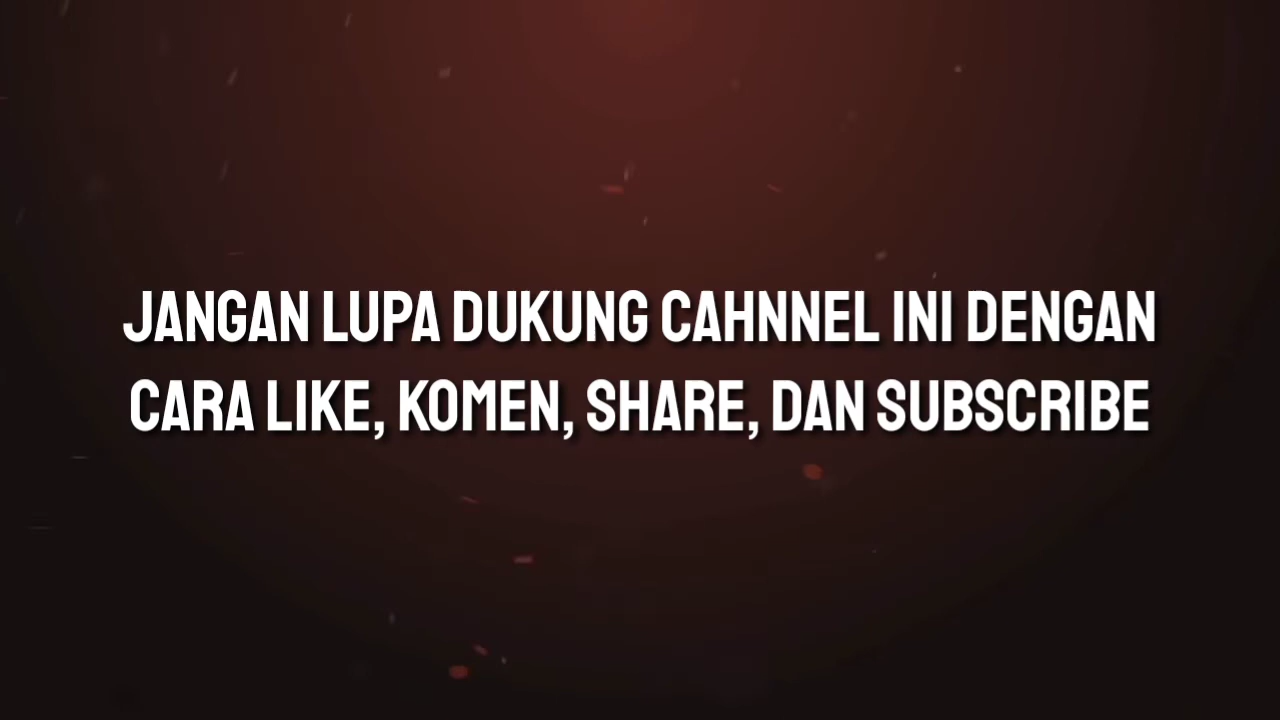 JANGAN LUPA DUKUNG CAHNNEL INI DENGAN
CARA LIKE, KOMEN, SHARE, DAN SUBSCRIBE